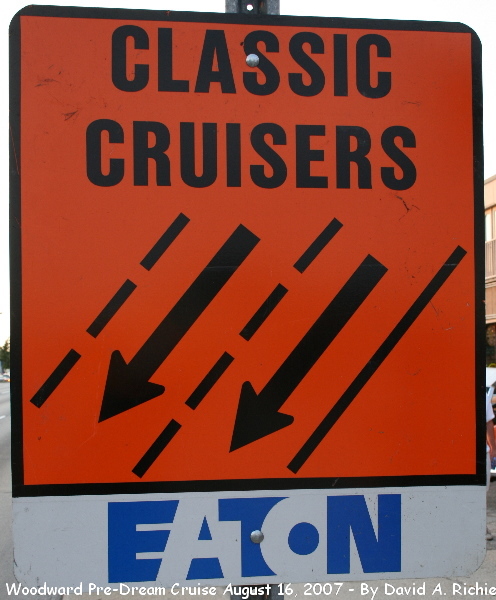 CLASSIC
CRUISERS
EATON
Woodward Pre-Dream Cruise August 16, 2007 - By David A. Richie